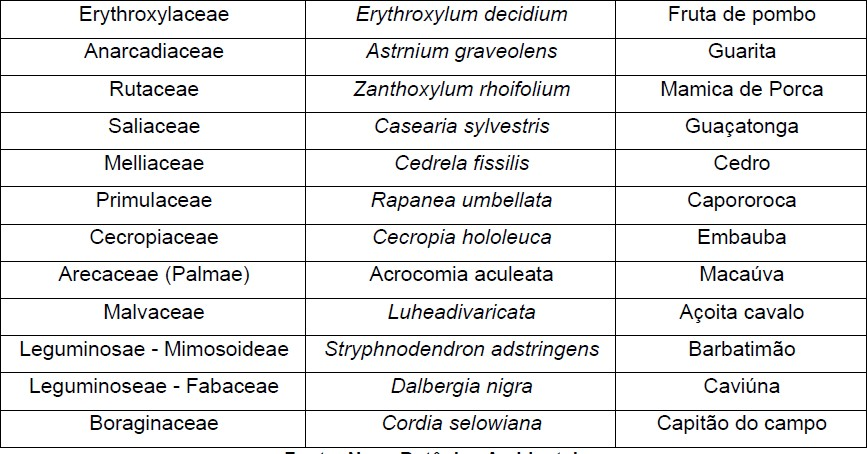 Erythroxylaceae Erythroxylum decidium Fruta de pombo
Anarcadiaceae Astrnium graveolens Guarita
Rutaceae Zanthoxylum rhoifolium Mamica de Porca
Saliaceae Casearia sylvestris Guaçatonga
Melliaceae Cedrela fissilis Cedro
Primulaceae Rapanea umbellata Capororoca
Cecropiaceae Cecropia hololeuca Embauba
Arecaceae (Palmae) Acrocomia aculeata Macaúva
Malvaceae Luheadivaricata Açoita cavalo
Leguminosae - Mimosoideae Stryphnodendron adstringens Barbatimão
Leguminoseae - Fabaceae Dalbergia nigra Caviúna
Boraginaceae Cordia selowiana Capitão do campo